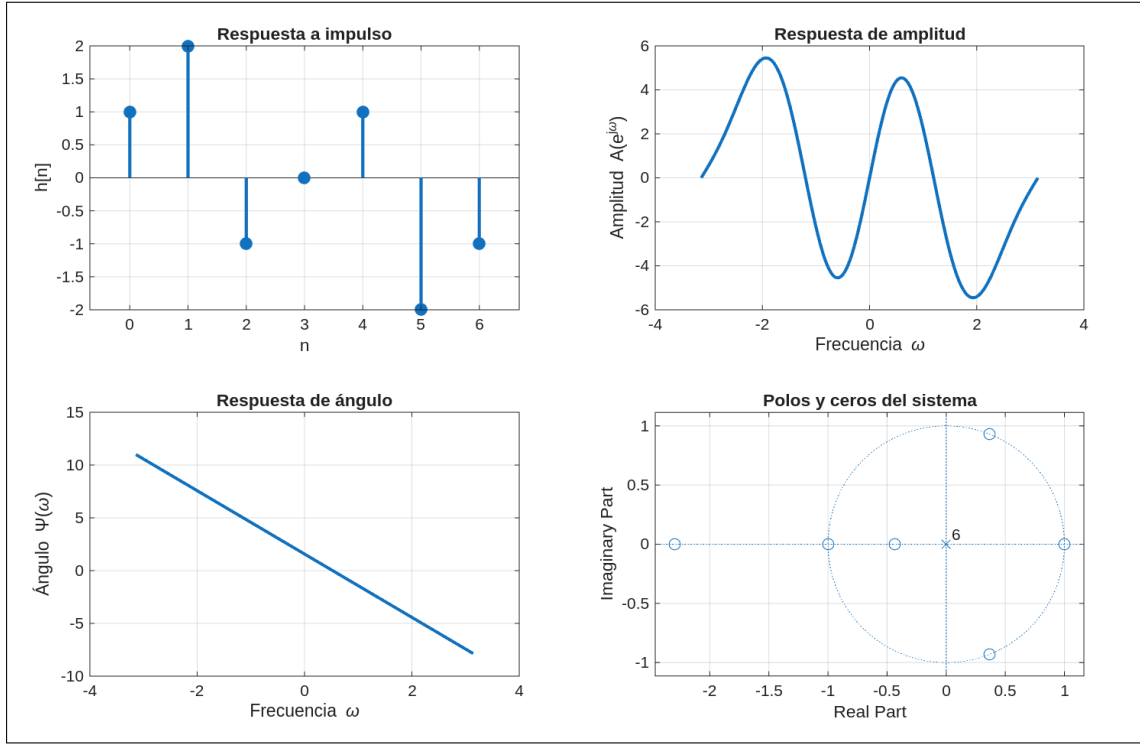 Respuesta a impulso
2
1.5
1
0.5
0
-0.5
-1
-1.5
-2
h[n]
0 1 2 3 4 5 6
n
Respuesta de amplitud
6
4
2
0
-2
-4
-6
Amplitud A(e^jω)
-4 -2 0 2 4
Frecuencia ω
Respuesta de ángulo
15
10
5
0
-5
-10
Ángulo Ψ(ω)
-4 -2 0 2 4
Frecuencia ω
Polos y ceros del sistema
1
0.5
0
-0.5
-1
Imaginary Part
6
-2 -1.5 -1 -0.5 0 0.5 1
Real Part